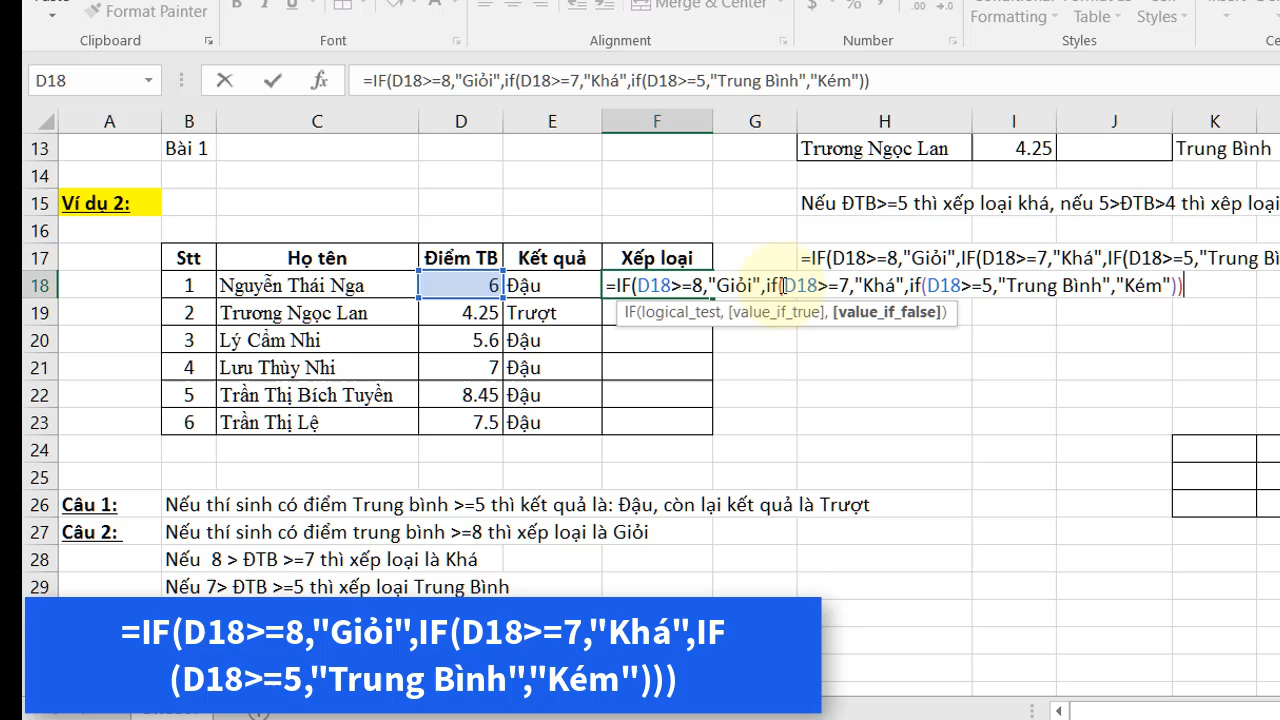 Format Painter
Merge & Center
Formatting Table Styles
Clipboard Font Alignment Number Styles
D18 fx =IF(D18>=8,"Giỏi",if(D18>=7,"Khá",if(D18>=5,"Trung Bình","Kém"))
A B C D E F G H I J K
13 Bài 1 Trương Ngọc Lan 4.25 Trung Bình
14
15 Ví dụ 2: Nếu ĐTB>=5 thì xếp loại khá, nếu 5>ĐTB>4 thì xêp loại
16
17 Stt Họ tên Điểm TB Kết quả Xếp loại =IF(D18>=8,"Giỏi",IF(D18>=7,"Khá",IF(D18>=5,"Trung B
18 1 Nguyễn Thái Nga 6 Đậu =IF(D18>=8,"Giỏi",if(D18>=7,"Khá",if(D18>=5,"Trung Bình","Kém"))
IF(logical_test, [value_if_true], [value_if_false])
19 2 Trương Ngọc Lan 4.25 Trượt
20 3 Lý Cẩm Nhi 5.6 Đậu
21 4 Lưu Thùy Nhi 7 Đậu
22 5 Trần Thị Bích Tuyền 8.45 Đậu
23 6 Trần Thị Lệ 7.5 Đậu
24
25
26 Câu 1: Nếu thí sinh có điểm Trung bình >=5 thì kết quả là: Đậu, còn lại kết quả là Trượt
27 Câu 2: Nếu thí sinh có điểm trung bình >=8 thì xếp loại là Giỏi
28 Nếu 8 > ĐTB >=7 thì xếp loại là Khá
29 Nếu 7> ĐTB >=5 thì xếp loại Trung Bình
=IF(D18>=8,"Giỏi",IF(D18>=7,"Khá",IF
(D18>=5,"Trung Bình","Kém")))